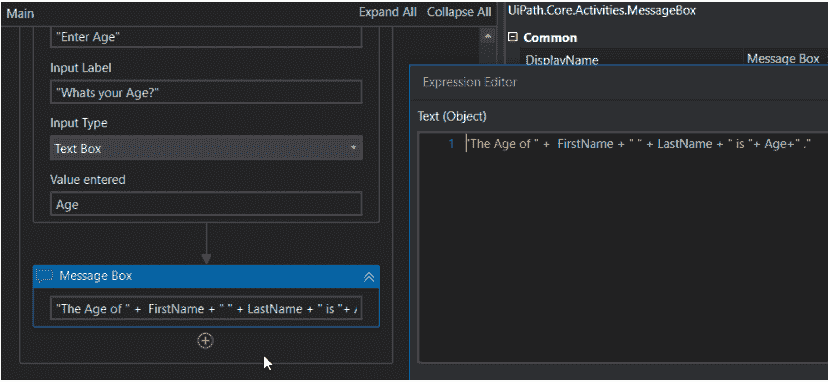 Main
Expand All Collapse All
"Enter Age"
Input Label
"Whats your Age?"
Input Type
Text Box
Value entered
Age
Message Box
"The Age of " + FirstName + " " + LastName + " is "+
UiPath.Core.Activities.MessageBox
Common
DisplayName Message Box
Expression Editor
Text (Object)
1 "The Age of " + FirstName + " " + LastName + " is "+ Age+" ."